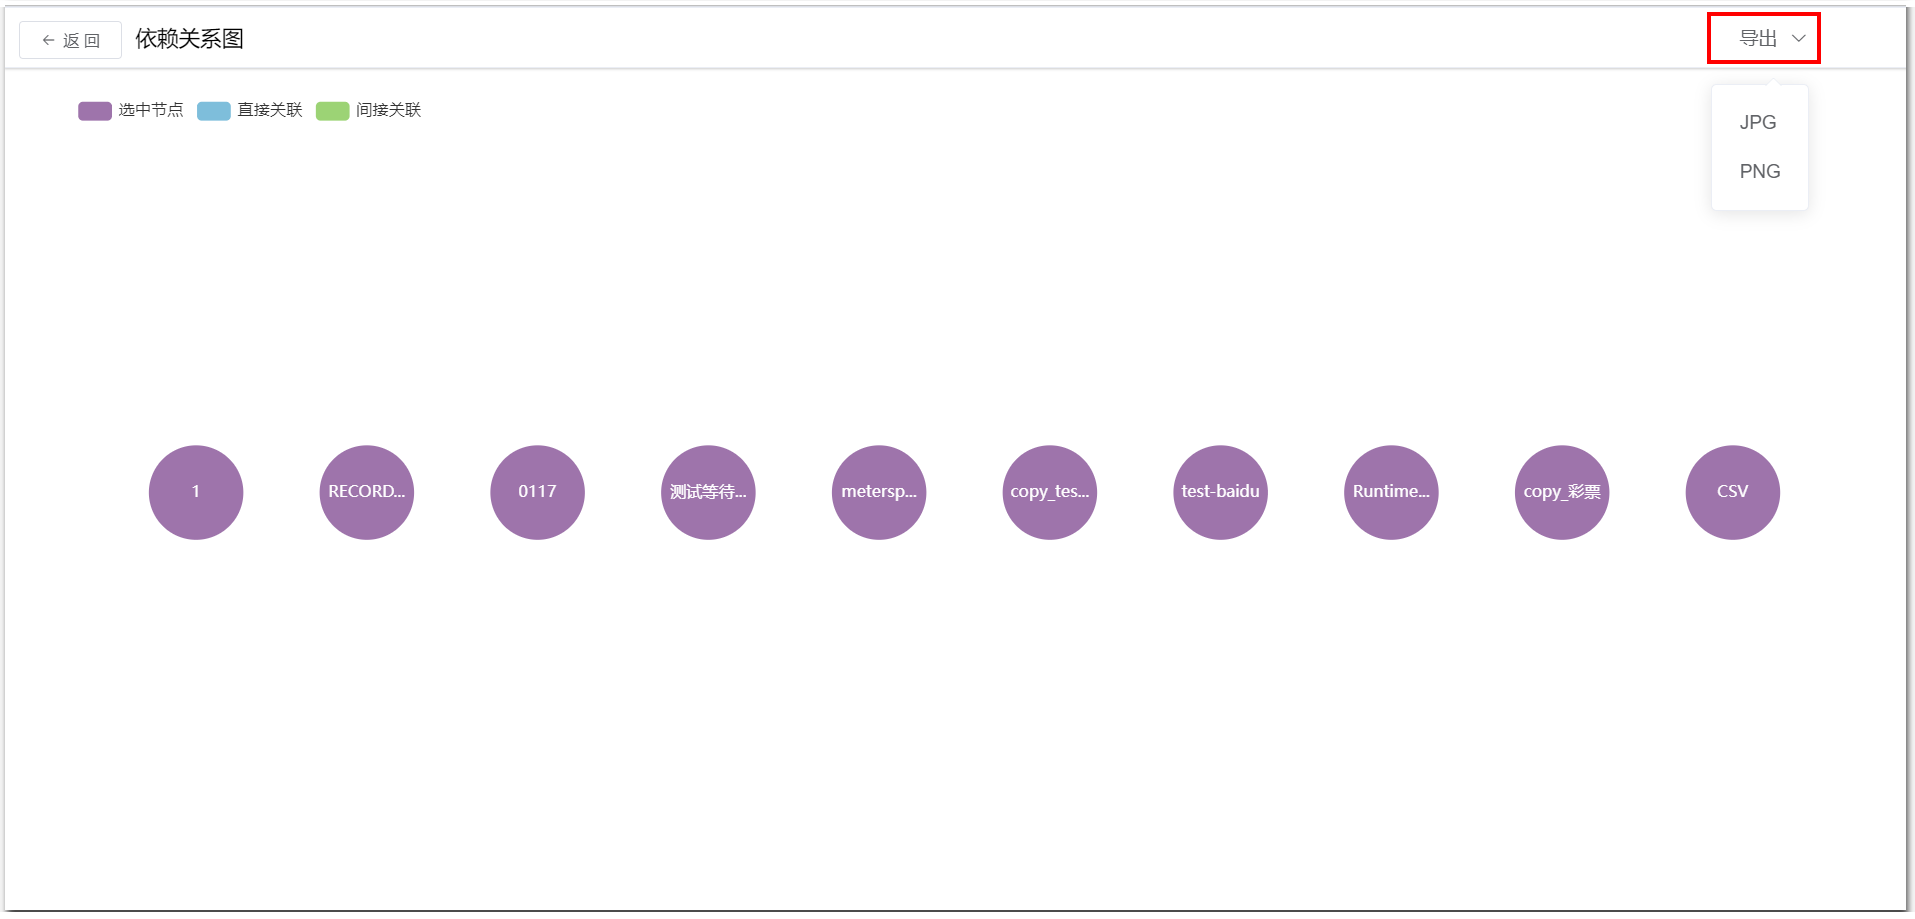 返 回
依赖关系图
导出
选中节点
直接关联
间接关联
JPG
PNG
1
RECORD...
0117
测试等待...
metersp...
copy_tes...
test-baidu
Runtime...
copy_彩票
CSV